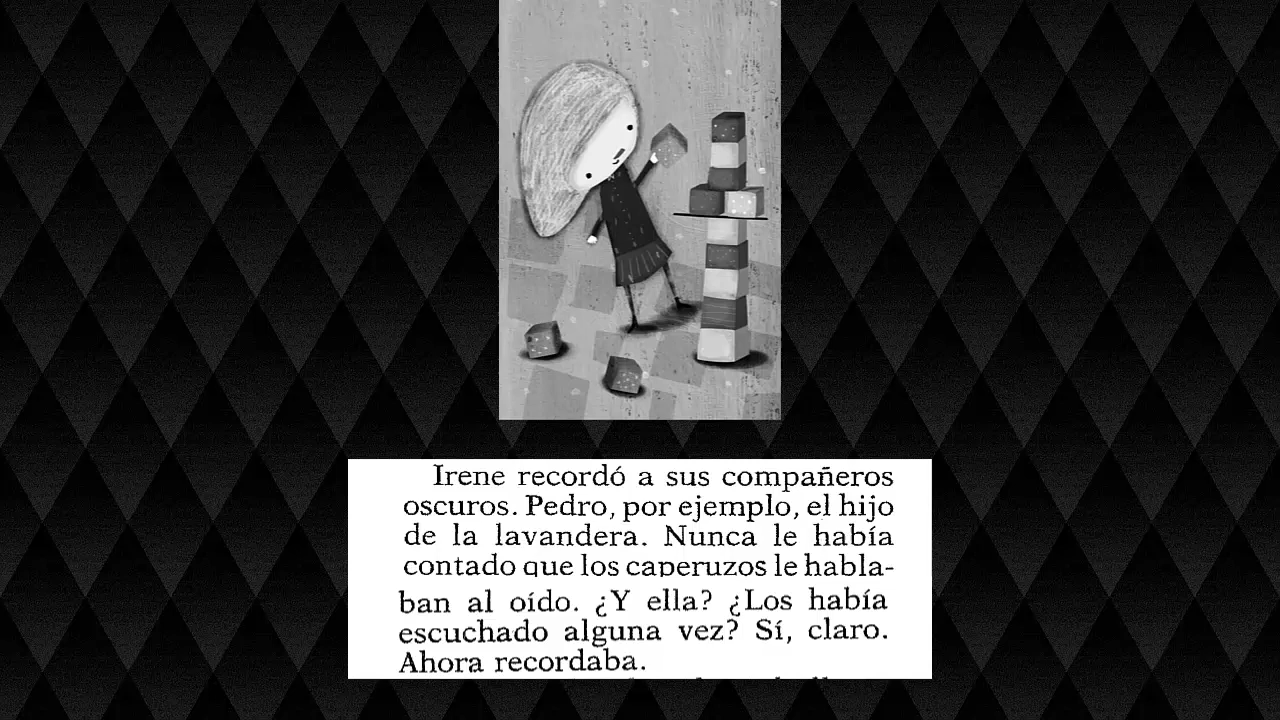 Irene recordó a sus compañeros
oscuros. Pedro, por ejemplo, el hijo
de la lavandera. Nunca le había
contado que los caperuzos le habla-
ban al oído. ¿Y ella? ¿Los había
escuchado alguna vez? Sí, claro.
Ahora recordaba.